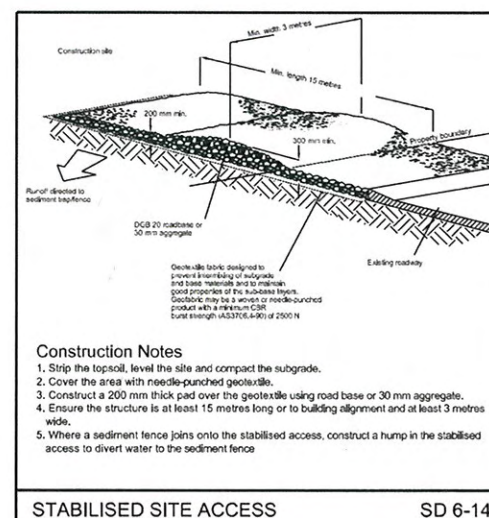 Min. width 3 metres
Construction site
Min. length 15 metres
200 mm min.
Property boundary
300 mm min.
Runoff directed to
sediment trap/fence
DGB 20 roadbase or
30 mm aggregate
Existing roadway
Geotextile fabric designed to
prevent intermixing of subgrade
and base materials and to maintain
good properties of the sub-base layers.
Geofabric may be a woven or needle-punched
product with a minimum CBR
burst strength (AS3706.4-90) of 2500 N
Construction Notes
1. Strip the topsoil, level the site and compact the subgrade.
2. Cover the area with needle-punched geotextile.
3. Construct a 200 mm thick pad over the geotextile using road base or 30 mm aggregate.
4. Ensure the structure is at least 15 metres long or to building alignment and at least 3 metres
wide.
5. Where a sediment fence joins onto the stabilised access, construct a hump in the stabilised
access to divert water to the sediment fence
STABILISED SITE ACCESS SD 6-14